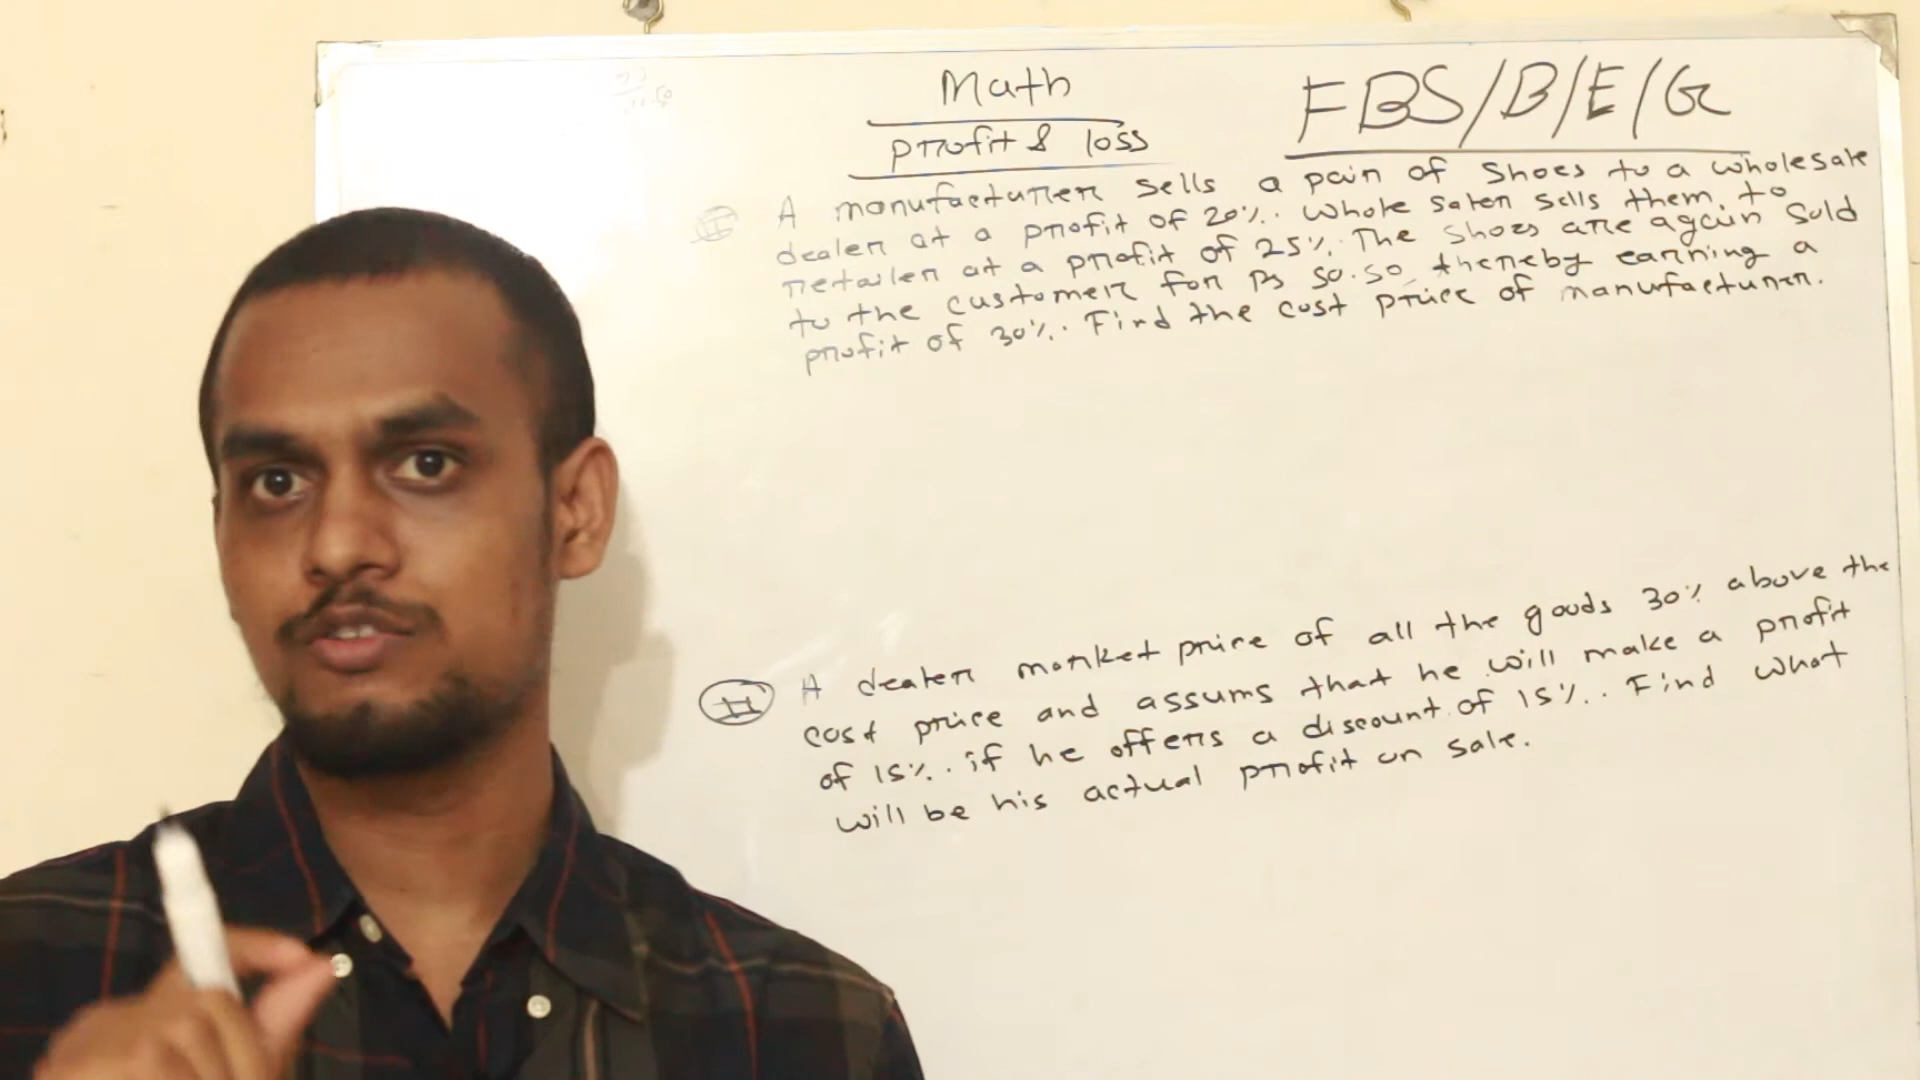 Math
profit & loss
FBS/B/E/G
I A manufacturer sells a pair of shoes to a wholesale
dealer at a profit of 20%. Whole saler sells them to
retailer at a profit of 25%. The shoes are again sold
to the customer for Rs 50.50, thereby earning a
profit of 30%. Find the cost price of manufacturer.
II A dealer market price of all the goods 30% above the
cost price and assums that he will make a profit
of 15%. if he offers a discount of 15%. Find what
will be his actual profit on sale.